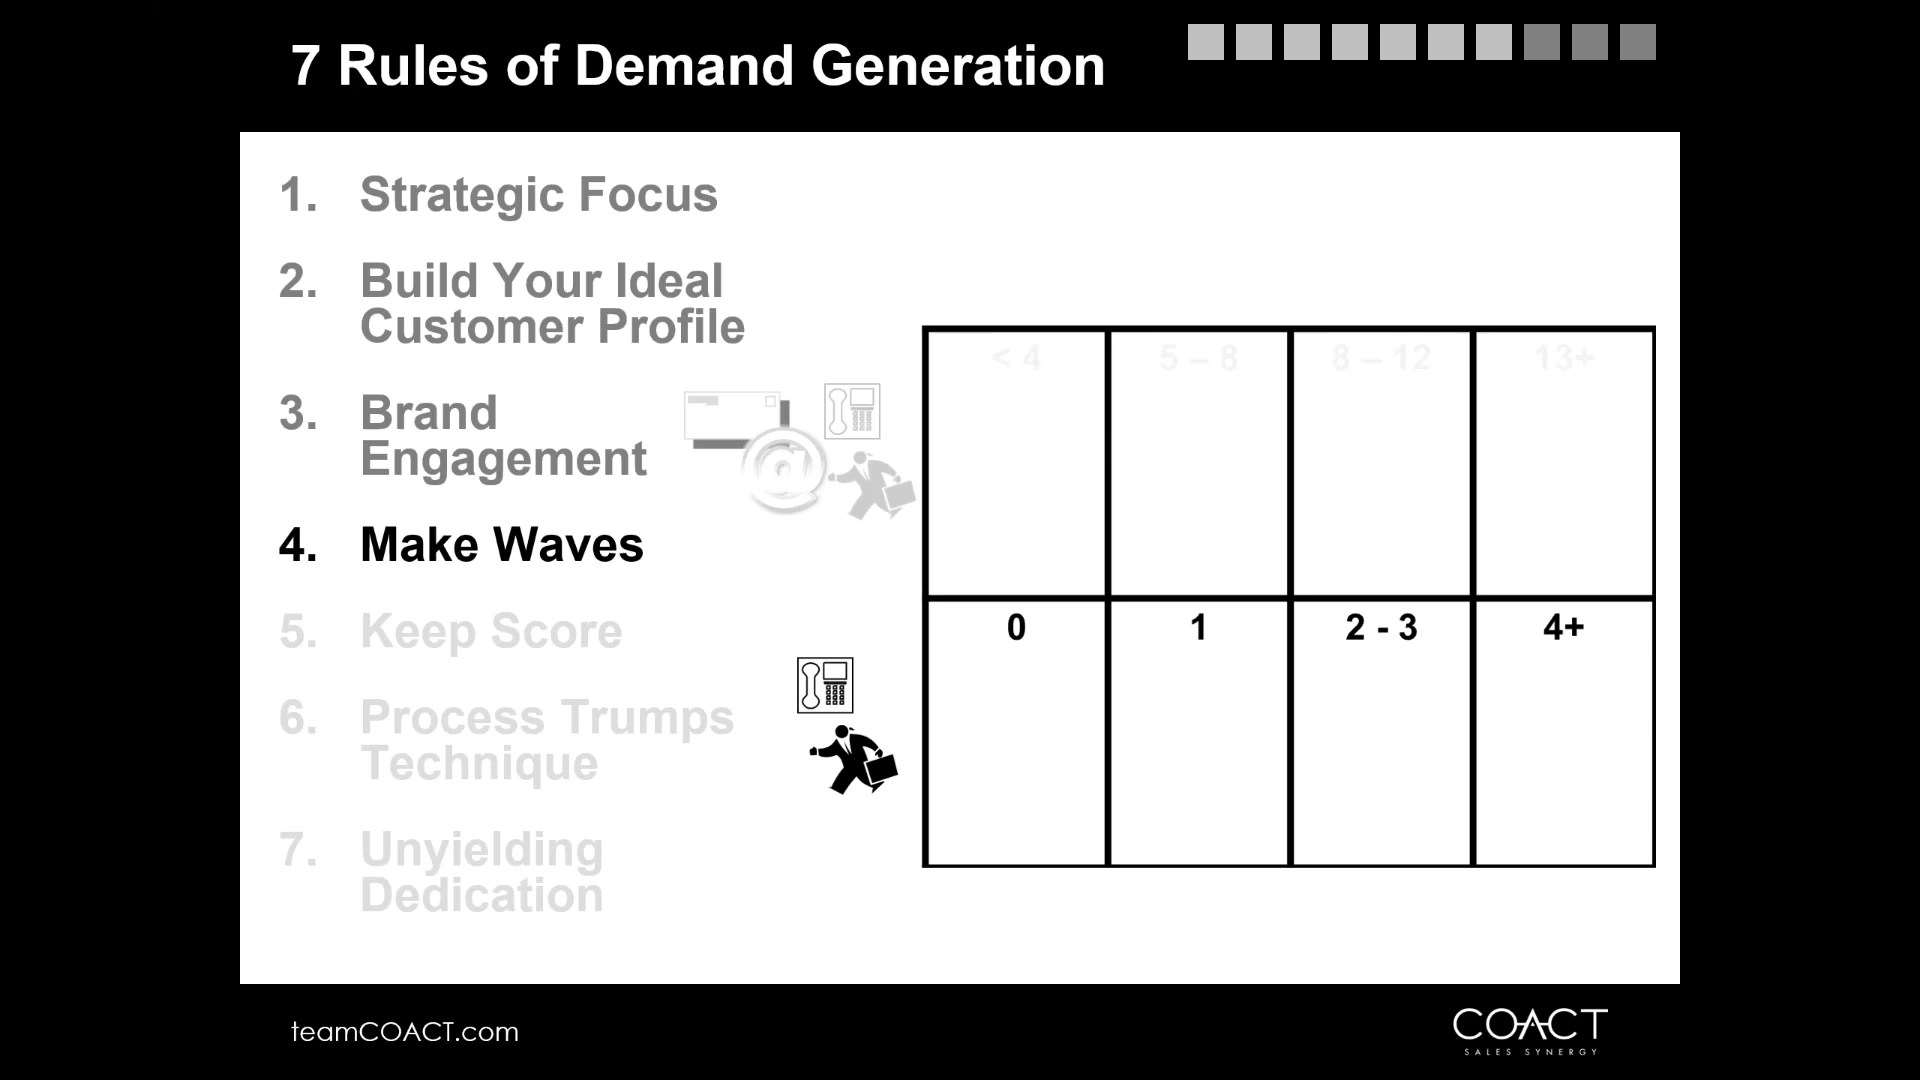 7 Rules of Demand Generation
1. Strategic Focus
2. Build Your Ideal
Customer Profile
3. Brand
Engagement
4. Make Waves
5. Keep Score
6. Process Trumps
Technique
7. Unyielding
Dedication
< 4 5 – 8 8 – 12 13+
@
0 1 2 - 3 4+
teamCOACT.com
COACT
SALES SYNERGY